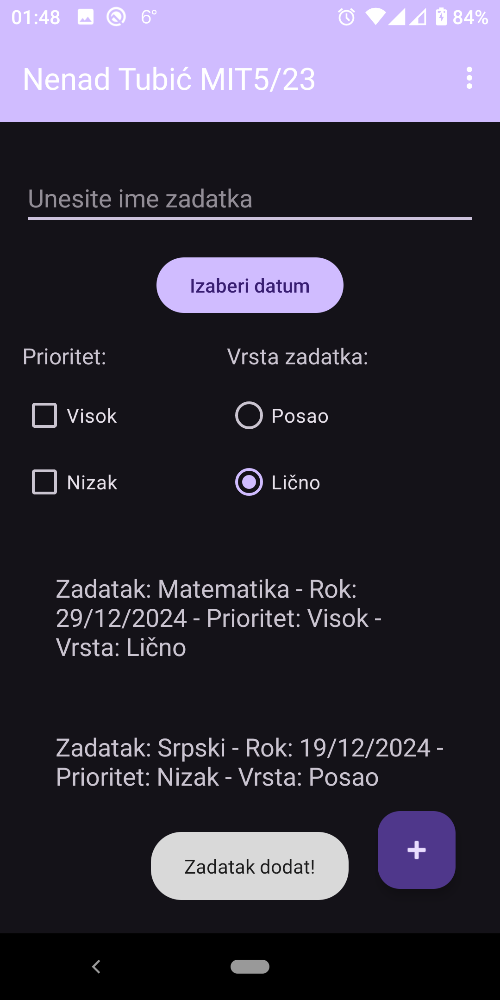 01:48 6° 84%
Nenad Tubić MIT5/23
Unesite ime zadatka
Izaberi datum
Prioritet: Vrsta zadatka:
Visok Posao
Nizak Lično
Zadatak: Matematika - Rok:
29/12/2024 - Prioritet: Visok -
Vrsta: Lično
Zadatak: Srpski - Rok: 19/12/2024 -
Prioritet: Nizak - Vrsta: Posao
Zadatak dodat!